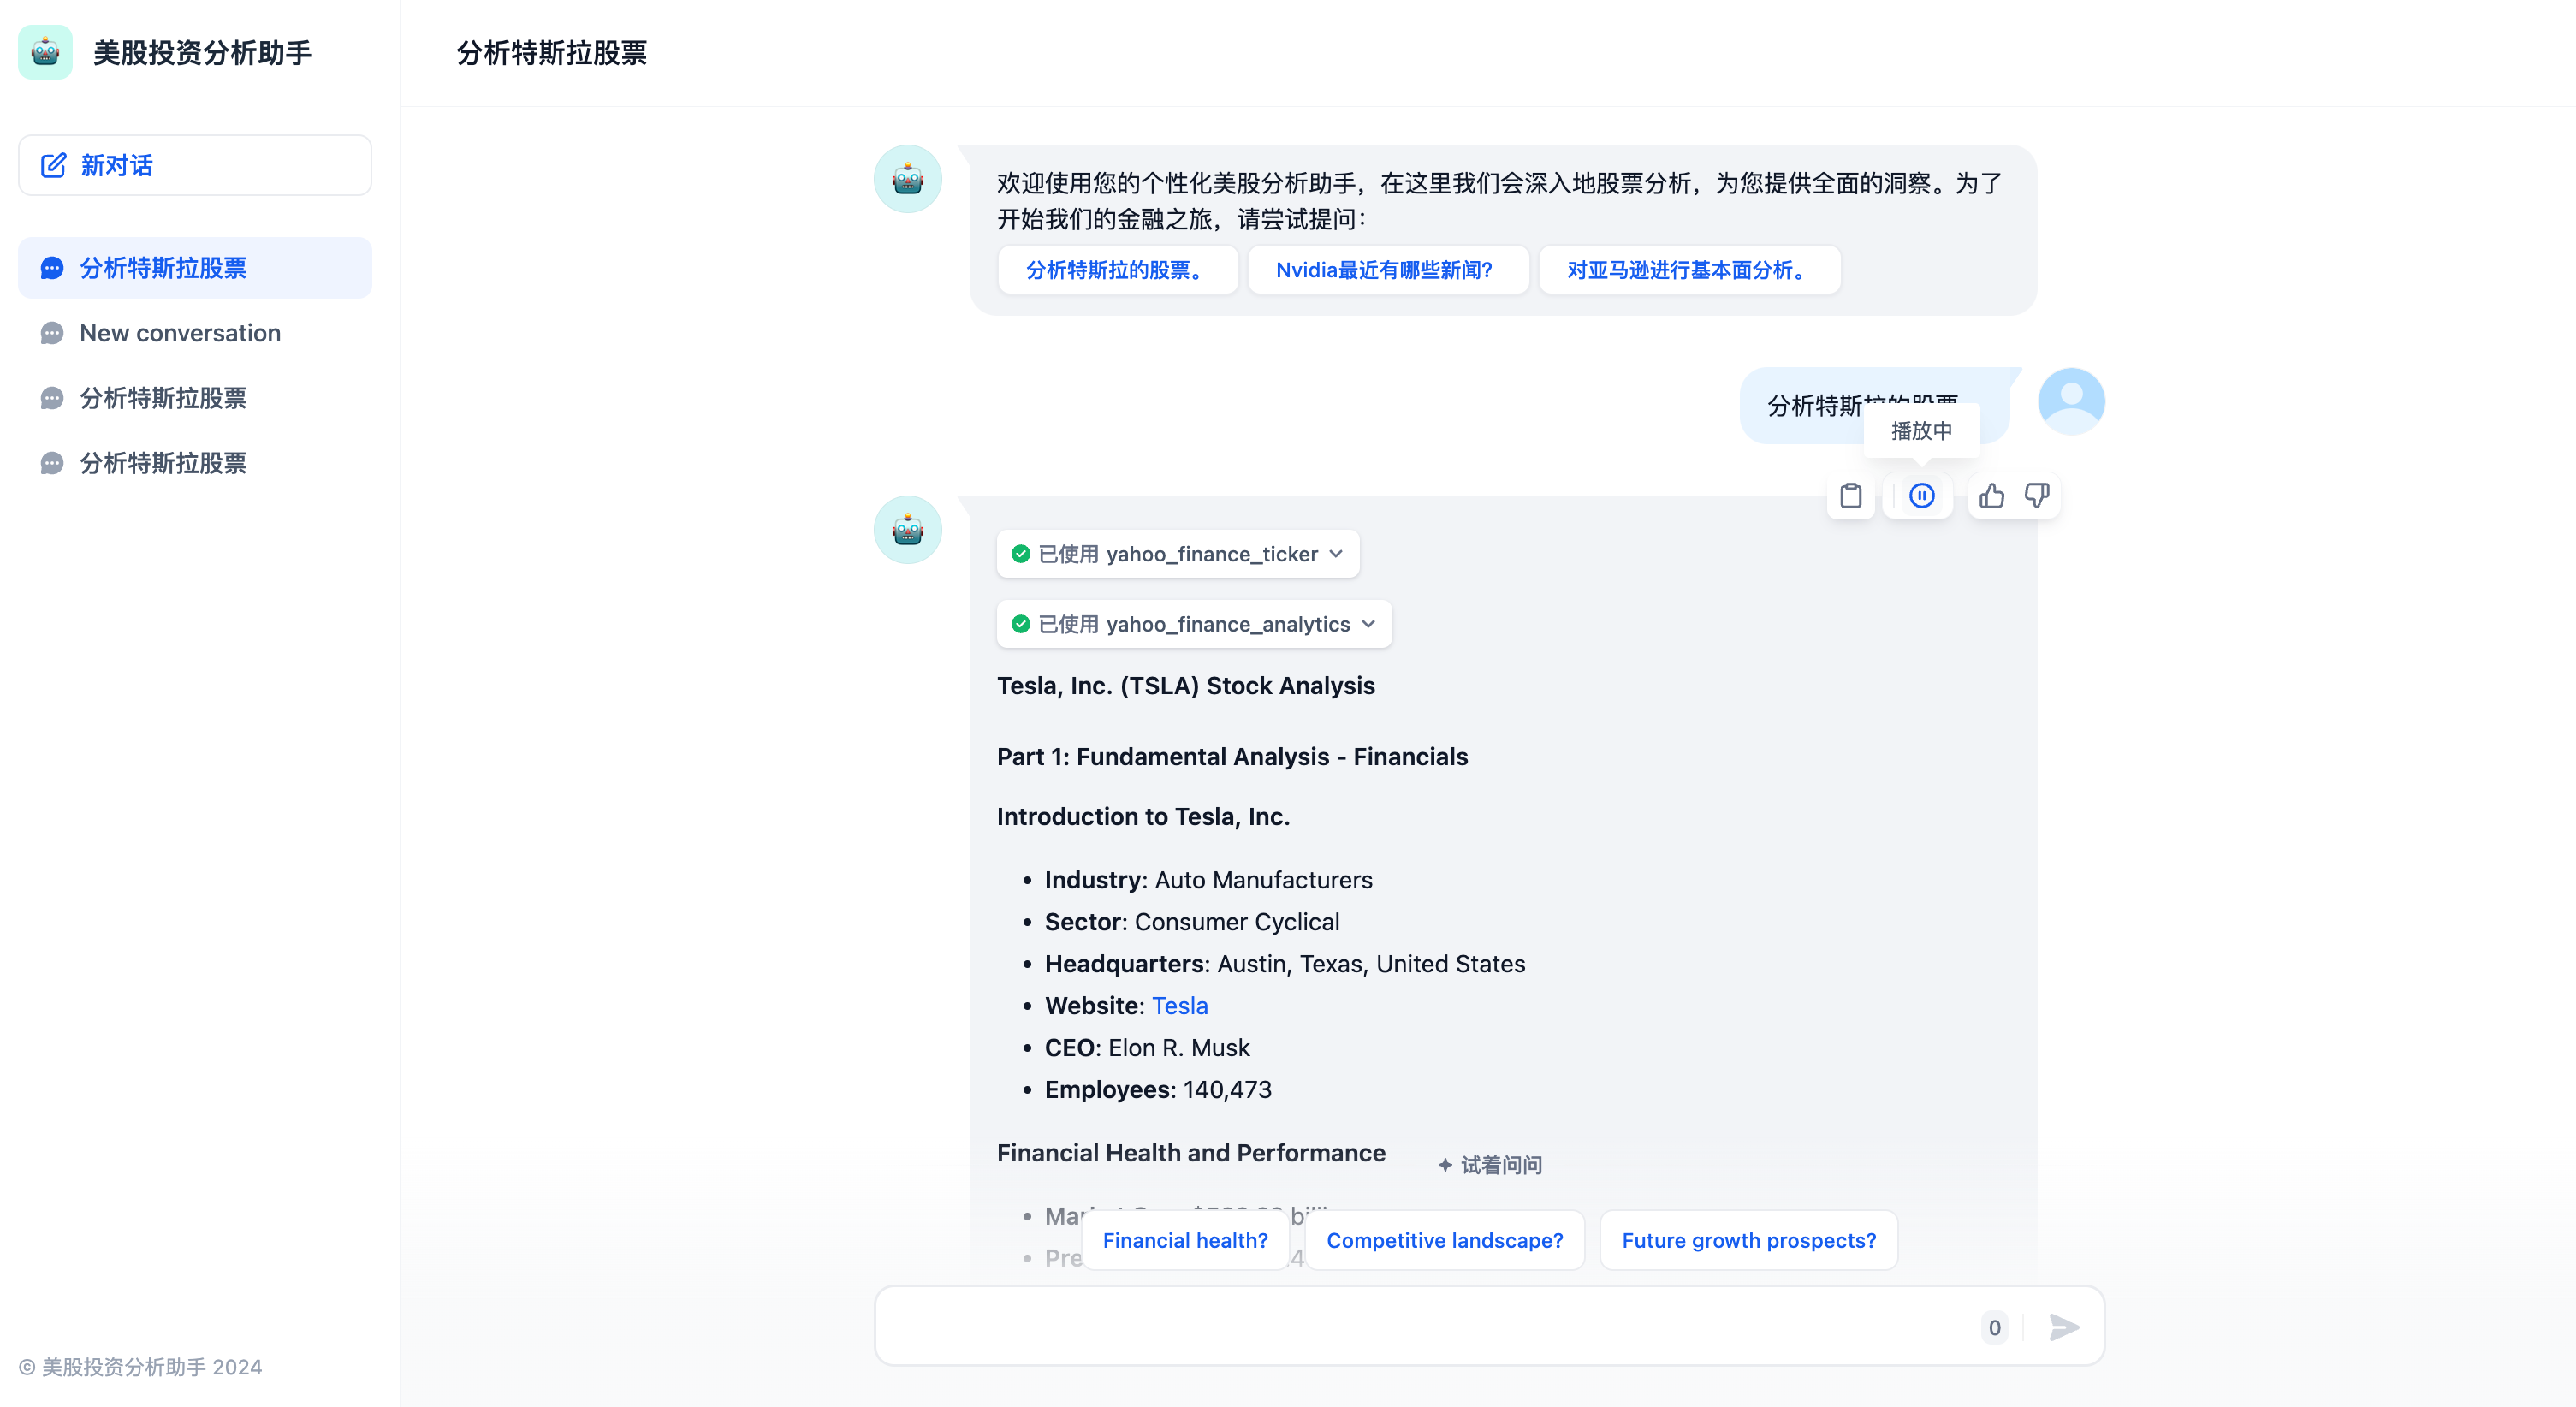 美股投资分析助手
新对话
分析特斯拉股票
New conversation
分析特斯拉股票
分析特斯拉股票
© 美股投资分析助手 2024
分析特斯拉股票
欢迎使用您的个性化美股分析助手，在这里我们会深入地股票分析，为您提供全面的洞察。为了
开始我们的金融之旅，请尝试提问：
分析特斯拉的股票。
Nvidia最近有哪些新闻？
对亚马逊进行基本面分析。
分析特斯拉的股票
播放中
已使用 yahoo_finance_ticker
已使用 yahoo_finance_analytics
Tesla, Inc. (TSLA) Stock Analysis
Part 1: Fundamental Analysis - Financials
Introduction to Tesla, Inc.
• Industry: Auto Manufacturers
• Sector: Consumer Cyclical
• Headquarters: Austin, Texas, United States
• Website: Tesla
• CEO: Elon R. Musk
• Employees: 140,473
Financial Health and Performance
试着问问
Financial health?
Competitive landscape?
Future growth prospects?
0